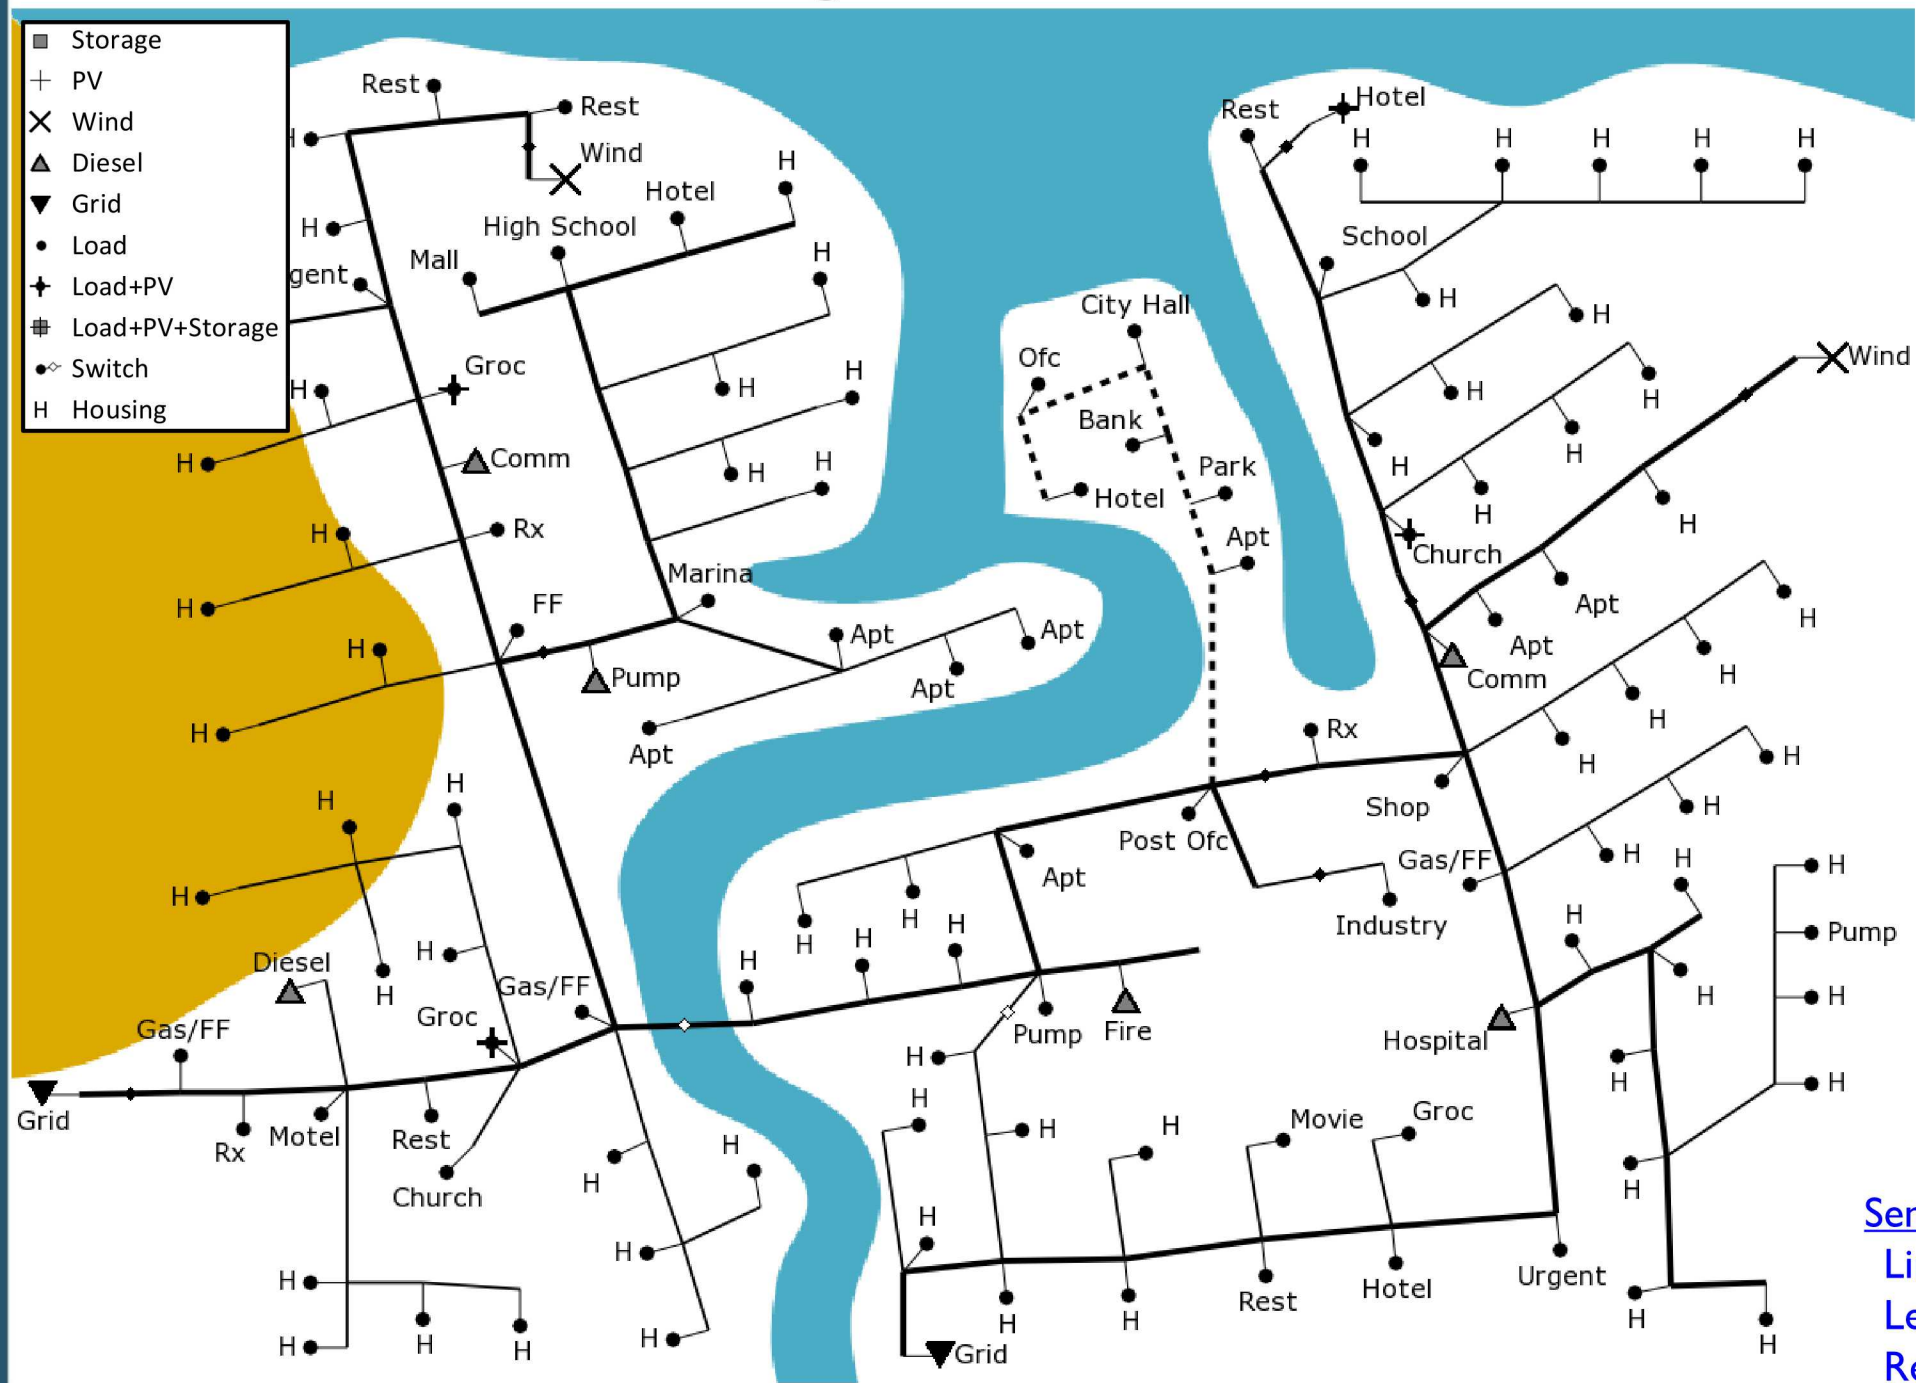 Storage
PV
Wind
Diesel
Grid
Load
Load+PV
Load+PV+Storage
Switch
H Housing
Rest
Rest
H
Wind
H
Hotel
High School
Mall
H
H
Groc
H
H
H
H
H
Comm
H
Rx
H
H
Marina
FF
Apt
Apt
H
Pump
Apt
H
Apt
H
H
H
H
H
Diesel
Gas/FF
Groc
Gas/FF
Grid
Rx
Motel
Rest
Church
H
H
H
H
H
H
H
H
City Hall
Ofc
Bank
Park
Hotel
Apt
Rest
Hotel
H
H
H
H
H
School
H
H
H
Wind
H
H
H
H
Church
H
Apt
Apt
Comm
H
H
H
H
Rx
Shop
Post Ofc
H
H
H
Gas/FF
H
Apt
Industry
H
H
H
H
H
H
H
Pump
H
H
Pump
Fire
Hospital
H
H
H
H
H
H
H
Movie
Groc
H
H
H
H
Rest
Hotel
Urgent
H
H
Grid